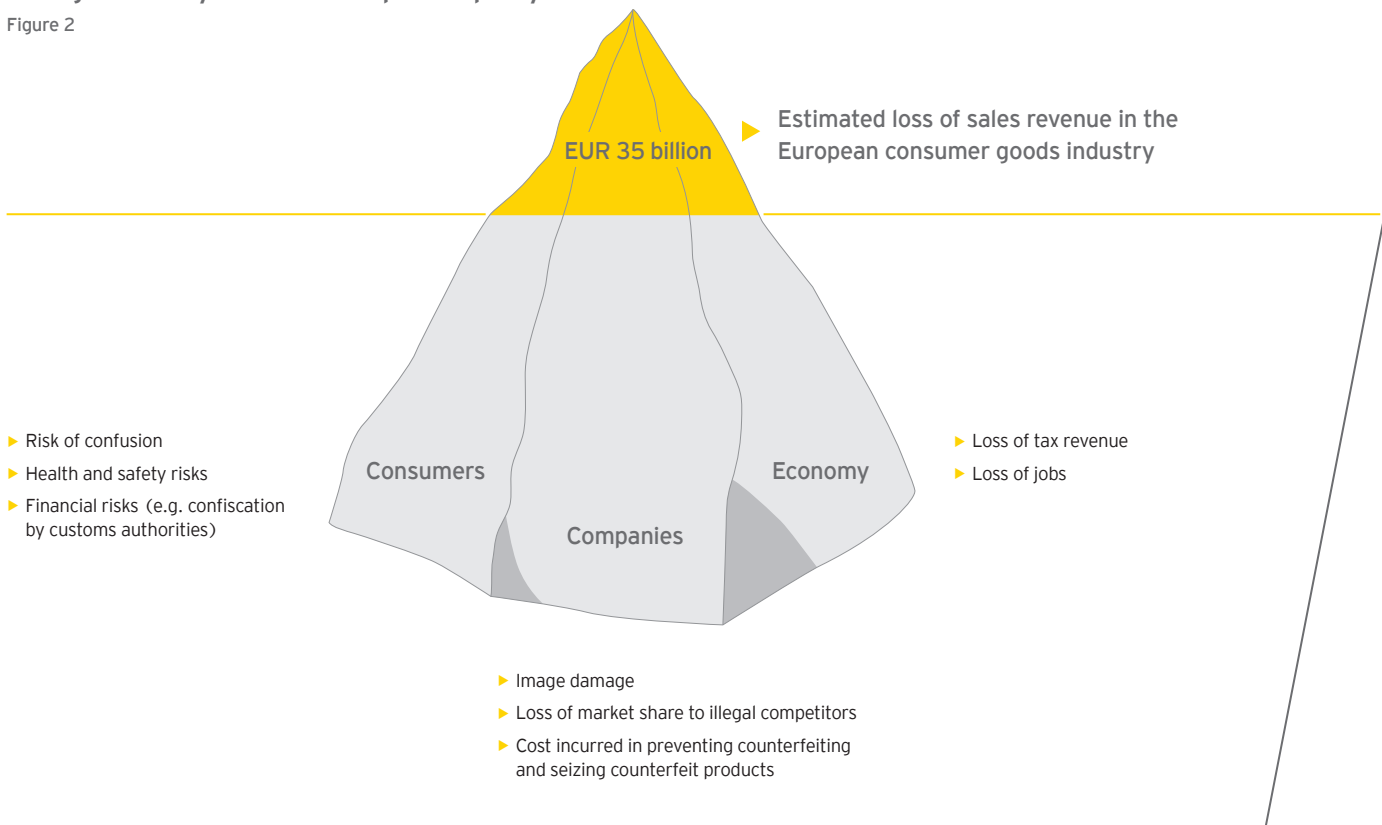 Figure 2
EUR 35 billion
Estimated loss of sales revenue in the
European consumer goods industry
Risk of confusion
Health and safety risks
Financial risks (e.g. confiscation
by customs authorities)
Consumers
Companies
Economy
Loss of tax revenue
Loss of jobs
Image damage
Loss of market share to illegal competitors
Cost incurred in preventing counterfeiting
and seizing counterfeit products